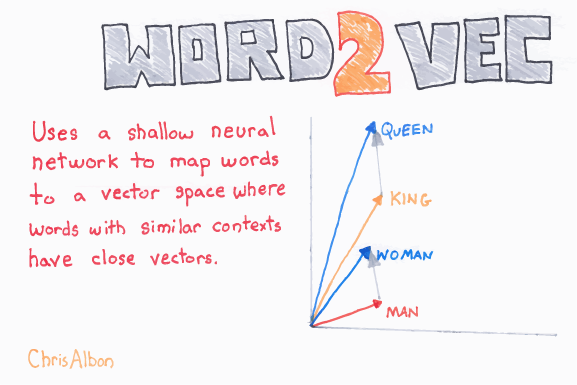 WORD2VEC
Uses a shallow neural
network to map words
to a vector space where
words with similar contexts
have close vectors.
QUEEN
KING
WOMAN
MAN
ChrisAlbon